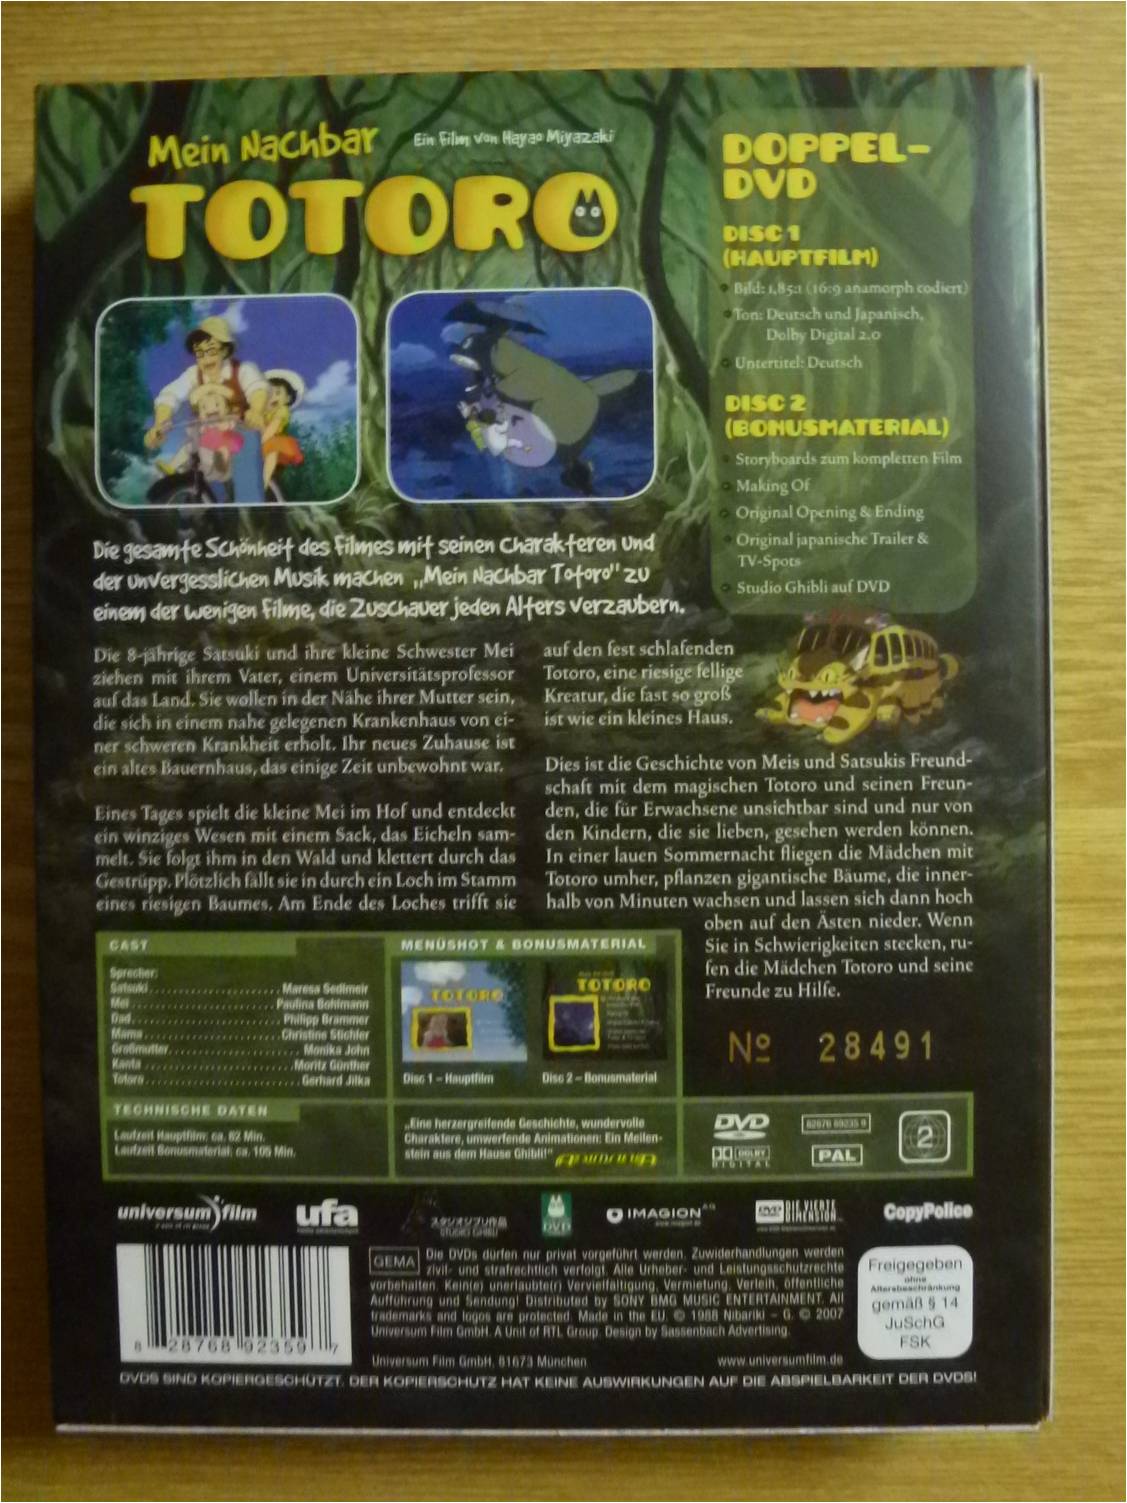 Mein Nachbar
Ein Film von Hayao Miyazaki
TOTORO
DOPPEL-
DVD
DISC 1
(HAUPTFILM)
Bild: 1,85:1 (16:9 anamorph codiert)
Ton: Deutsch und Japanisch,
Dolby Digital 2.0
Untertitel: Deutsch
DISC 2
(BONUSMATERIAL)
Storyboards zum kompletten Film
Making Of
Original Opening & Ending
Original japanische Trailer &
TV-Spots
Studio Ghibli auf DVD
Die gesamte Schönheit des Filmes mit seinen Charakteren und
der unvergesslichen Musik machen „Mein Nachbar Totoro" zu
einem der wenigen Filme, die Zuschauer jeden Alters verzaubern.
Die 8-jährige Satsuki und ihre kleine Schwester Mei
ziehen mit ihrem Vater, einem Universitätsprofessor
auf das Land. Sie wollen in der Nähe ihrer Mutter sein,
die sich in einem nahe gelegenen Krankenhaus von ei-
ner schweren Krankheit erholt. Ihr neues Zuhause ist
ein altes Bauernhaus, das einige Zeit unbewohnt war.
Eines Tages spielt die kleine Mei im Hof und entdeckt
ein winziges Wesen mit einem Sack, das Eicheln sam-
melt. Sie folgt ihm in den Wald und klettert durch das
Gestrüpp. Plötzlich fällt sie in durch ein Loch im Stamm
eines riesigen Baumes. Am Ende des Loches trifft sie
auf den fest schlafenden
Totoro, eine riesige fellige
Kreatur, die fast so groß
ist wie ein kleines Haus.
Dies ist die Geschichte von Meis und Satsukis Freund-
schaft mit dem magischen Totoro und seinen Freun-
den, die für Erwachsene unsichtbar sind und nur von
den Kindern, die sie lieben, gesehen werden können.
In einer lauen Sommernacht fliegen die Mädchen mit
Totoro umher, pflanzen gigantische Bäume, die inner-
halb von Minuten wachsen und lassen sich dann hoch
oben auf den Ästen nieder. Wenn
Sie in Schwierigkeiten stecken, ru-
fen die Mädchen Totoro und seine
Freunde zu Hilfe.
Nº 28491
CAST
Sprecher:
Satsuki Maresa Sedlmeir
Mei Paulina Bohlmann
Dad Philipp Brammer
Mama Christine Stichler
Großmutter Monika John
Kanta Moritz Günther
Totoro Gerhard Jilka
MENÜSHOT & BONUSMATERIAL
TOTORO
TOTORO
Disc 1 – Hauptfilm
Disc 2 – Bonusmaterial
TECHNISCHE DATEN
Laufzeit Hauptfilm: ca. 82 Min.
Laufzeit Bonusmaterial: ca. 105 Min.
„Eine herzergreifende Geschichte, wundervolle
Charaktere, umwerfende Animationen: Ein Meilen-
stein aus dem Hause Ghibli!"
AnimaniA
DVD
82876 89235 9
2
DOLBY
DIGITAL
PAL
universum film
ufa
スタジオジブリ作品
STUDIO GHIBLI
DVD
IMAGION AG
DVD DIE VIERTE DIMENSION
CopyPolice
GEMA
Die DVDs dürfen nur privat vorgeführt werden. Zuwiderhandlungen werden
zivil- und strafrechtlich verfolgt. Alle Urheber- und Leistungsschutzrechte
vorbehalten. Kein(e) unerlaubte(r) Vervielfältigung, Vermietung, Verleih, öffentliche
Aufführung und Sendung! Distributed by SONY BMG MUSIC ENTERTAINMENT. All
trademarks and logos are protected. Made in the EU. © 1988 Nibariki – G. © 2007
Universum Film GmbH. A Unit of RTL Group. Design by Sassenbach Advertising.
Universum Film GmbH, 81673 München
www.universumfilm.de
8 28768 92359 7
Freigegeben
ohne
Altersbeschränkung
gemäß § 14
JuSchG
FSK
DVDS SIND KOPIERGESCHÜTZT. DER KOPIERSCHUTZ HAT KEINE AUSWIRKUNGEN AUF DIE ABSPIELBARKEIT DER DVDS!